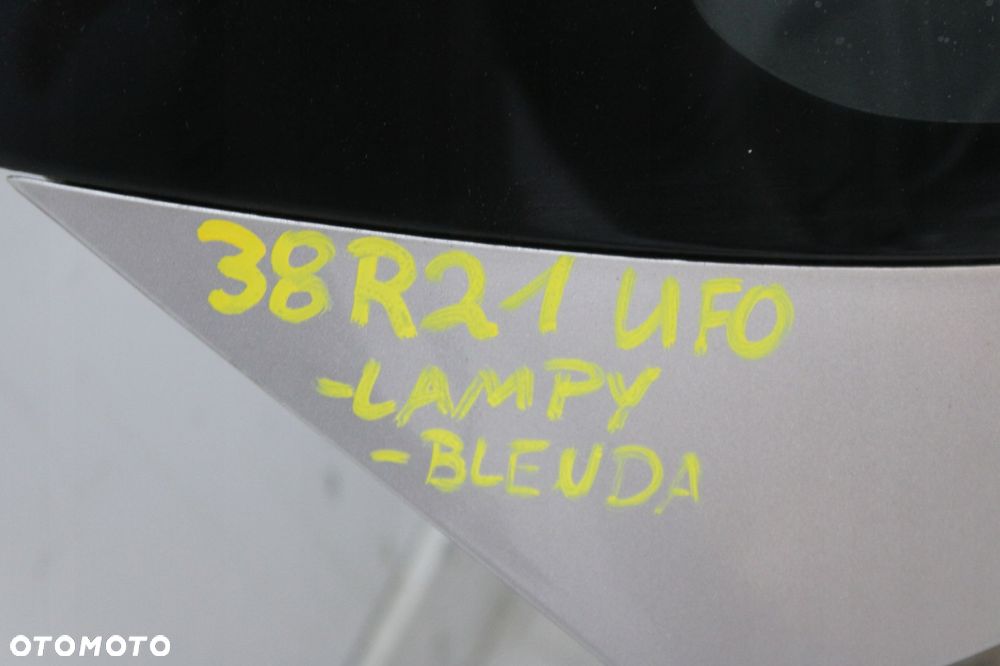 38R21 UFO
-LAMPY
-BLENDA
OTOMOTO